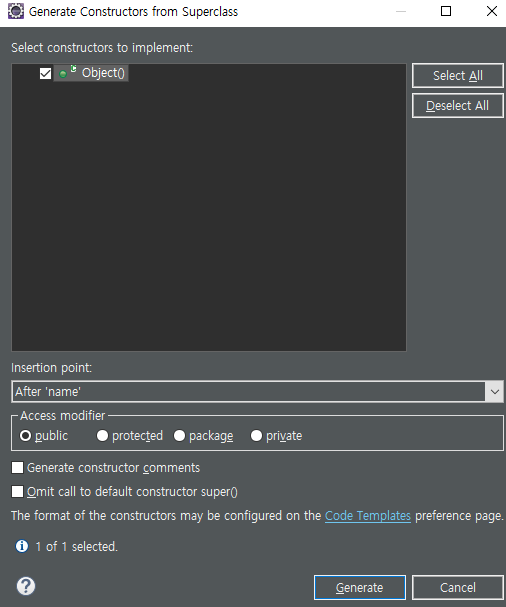 Generate Constructors from Superclass
Select constructors to implement:
Object()
Select All
Deselect All
Insertion point:
After 'name'
Access modifier
public protected package private
Generate constructor comments
Omit call to default constructor super()
The format of the constructors may be configured on the Code Templates preference page.
1 of 1 selected.
Generate Cancel